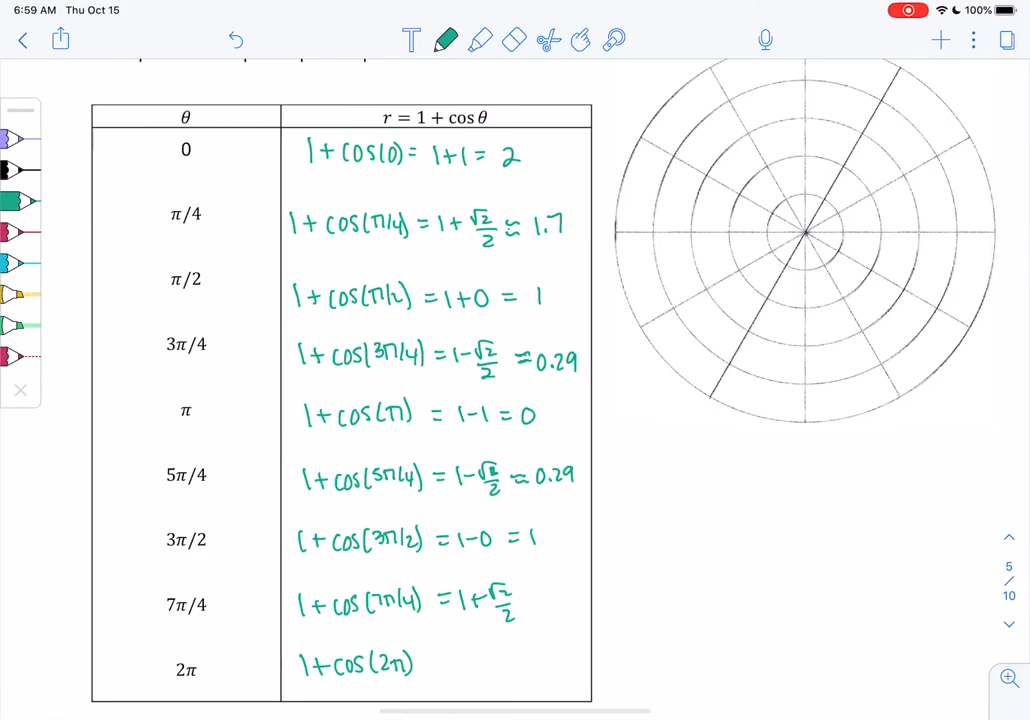 6:59 AM Thu Oct 15
100%
T
θ r = 1 + cos θ
0 1 + cos(0) = 1+1 = 2
π/4 1 + cos(π/4) = 1 + √2/2 ≈ 1.7
π/2 1 + cos(π/2) = 1+0 = 1
3π/4 1 + cos(3π/4) = 1 - √2/2 ≈ 0.29
π 1 + cos(π) = 1-1 = 0
5π/4 1 + cos(5π/4) = 1 - √2/2 ≈ 0.29
3π/2 1 + cos(3π/2) = 1-0 = 1
7π/4 1 + cos(7π/4) = 1 + √2/2
2π 1 + cos(2π)
5
/
10